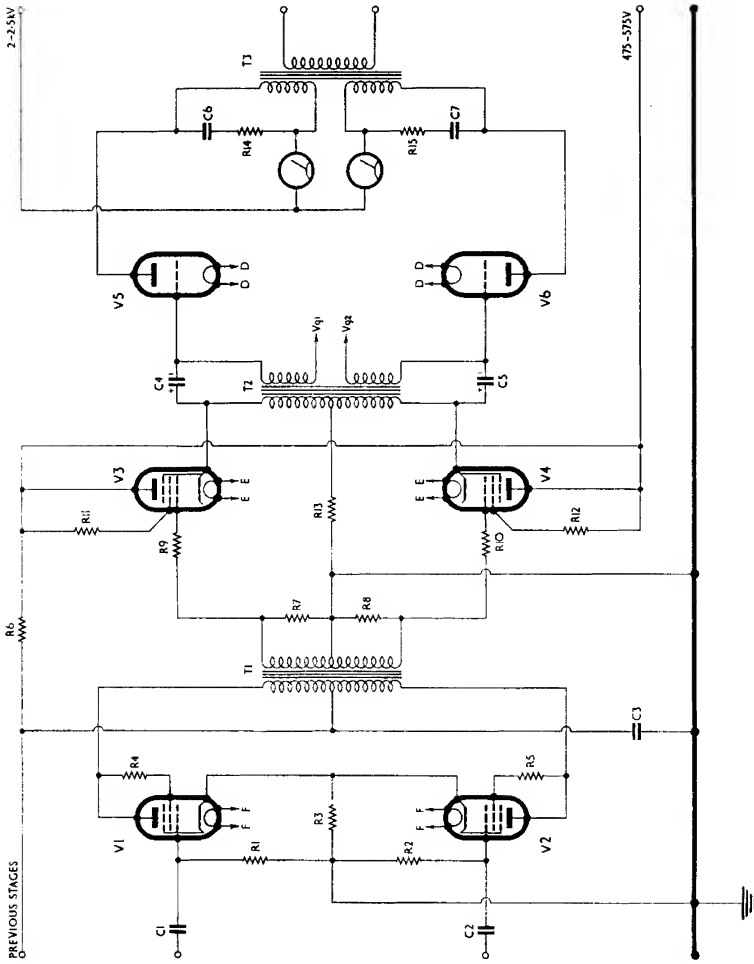 PREVIOUS STAGES
R6
2-2·5kV
V1
R4
T1
R11
V3
C4
V5
C6
T3
R14
C1
F F
R9
E E
D D
R1
R7
T2
Vg1
R3
R13
Vg2
R2
R8
R15
C7
F F
E E
C5
D D
C2
R5
R10
V2
V4
V6
R12
C3
475-575V